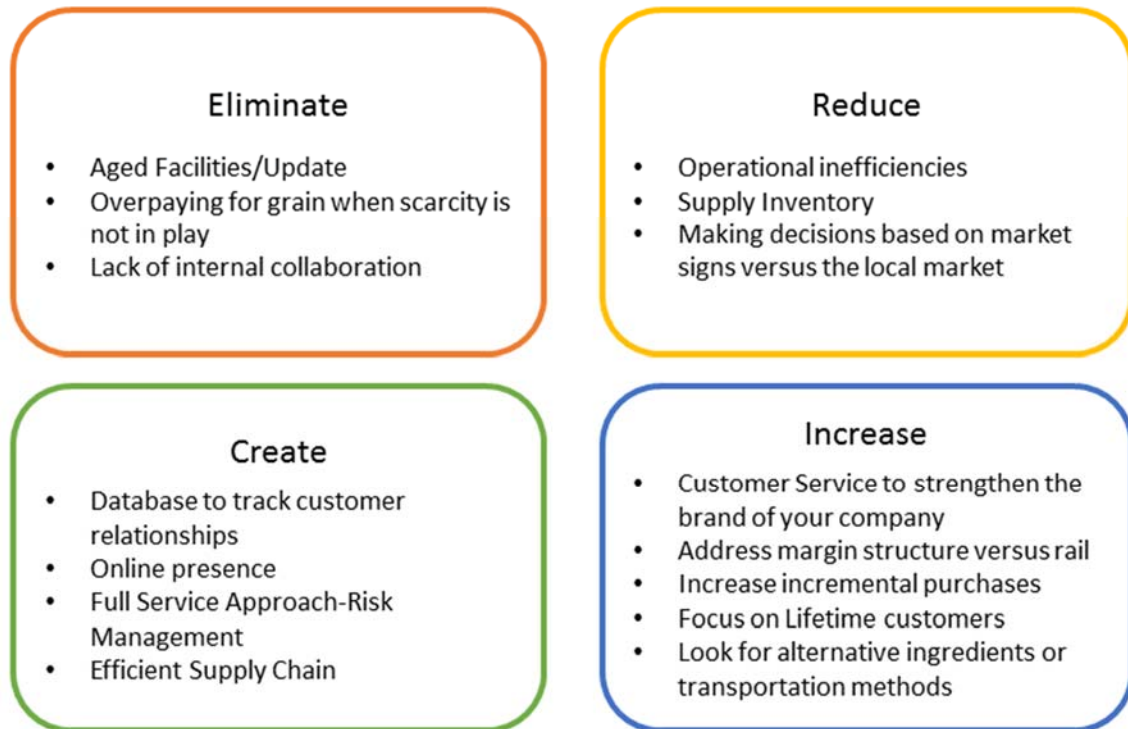 Eliminate
• Aged Facilities/Update
• Overpaying for grain when scarcity is
not in play
• Lack of internal collaboration
Reduce
• Operational inefficiencies
• Supply Inventory
• Making decisions based on market
signs versus the local market
Create
• Database to track customer
relationships
• Online presence
• Full Service Approach-Risk
Management
• Efficient Supply Chain
Increase
• Customer Service to strengthen the
brand of your company
• Address margin structure versus rail
• Increase incremental purchases
• Focus on Lifetime customers
• Look for alternative ingredients or
transportation methods